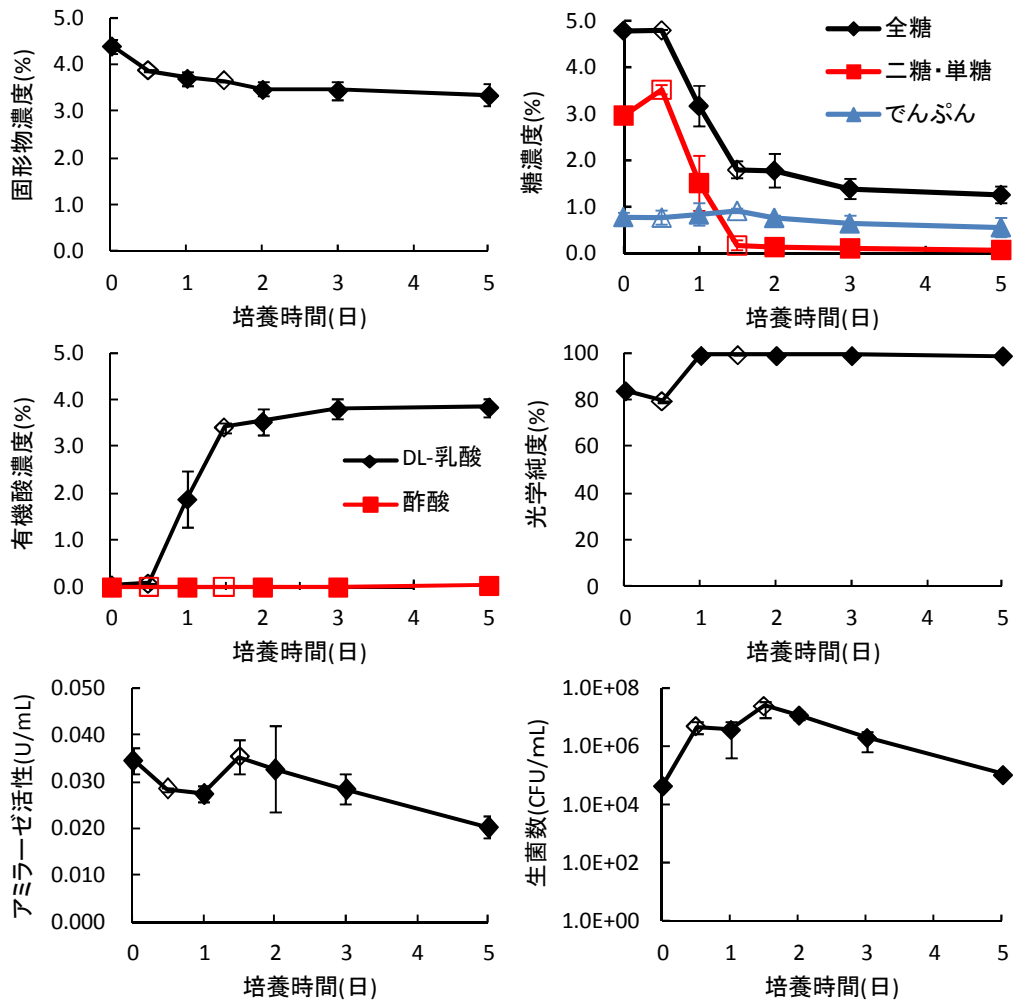 固形物濃度(%)
5.0
4.0
3.0
2.0
1.0
0.0
0 1 2 3 4 5
培養時間(日)
糖濃度(%)
5.0
4.0
3.0
2.0
1.0
0.0
全糖
二糖・単糖
でんぷん
0 1 2 3 4 5
培養時間(日)
有機酸濃度(%)
5.0
4.0
3.0
2.0
1.0
0.0
DL-乳酸
酢酸
0 1 2 3 4 5
培養時間(日)
光学純度(%)
100
80
60
40
20
0
0 1 2 3 4 5
培養時間(日)
アミラーゼ活性(U/mL)
0.050
0.040
0.030
0.020
0.010
0.000
0 1 2 3 4 5
培養時間(日)
生菌数(CFU/mL)
1.0E+08
1.0E+06
1.0E+04
1.0E+02
1.0E+00
0 1 2 3 4 5
培養時間(日)